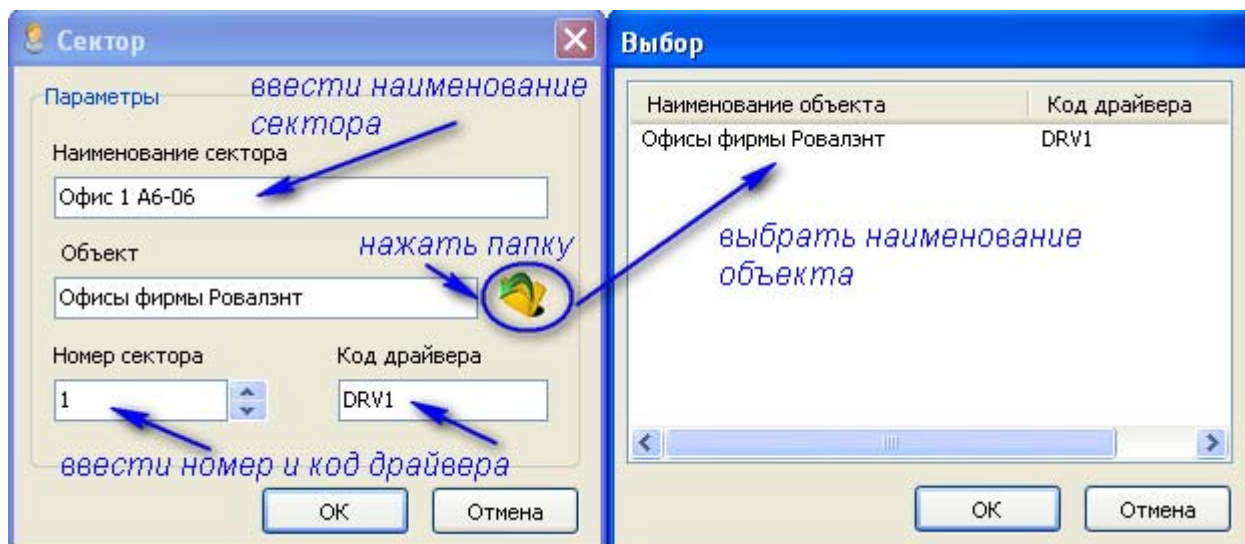 Сектор
Параметры
ввести наименование
сектора
Наименование сектора
Офис 1 А6-06
Объект
нажать папку
Офисы фирмы Ровалэнт
Номер сектора
Код драйвера
1
DRV1
ввести номер и код драйвера
ОК
Отмена
Выбор
Наименование объекта
Код драйвера
Офисы фирмы Ровалэнт
DRV1
выбрать наименование
объекта
ОК
Отмена